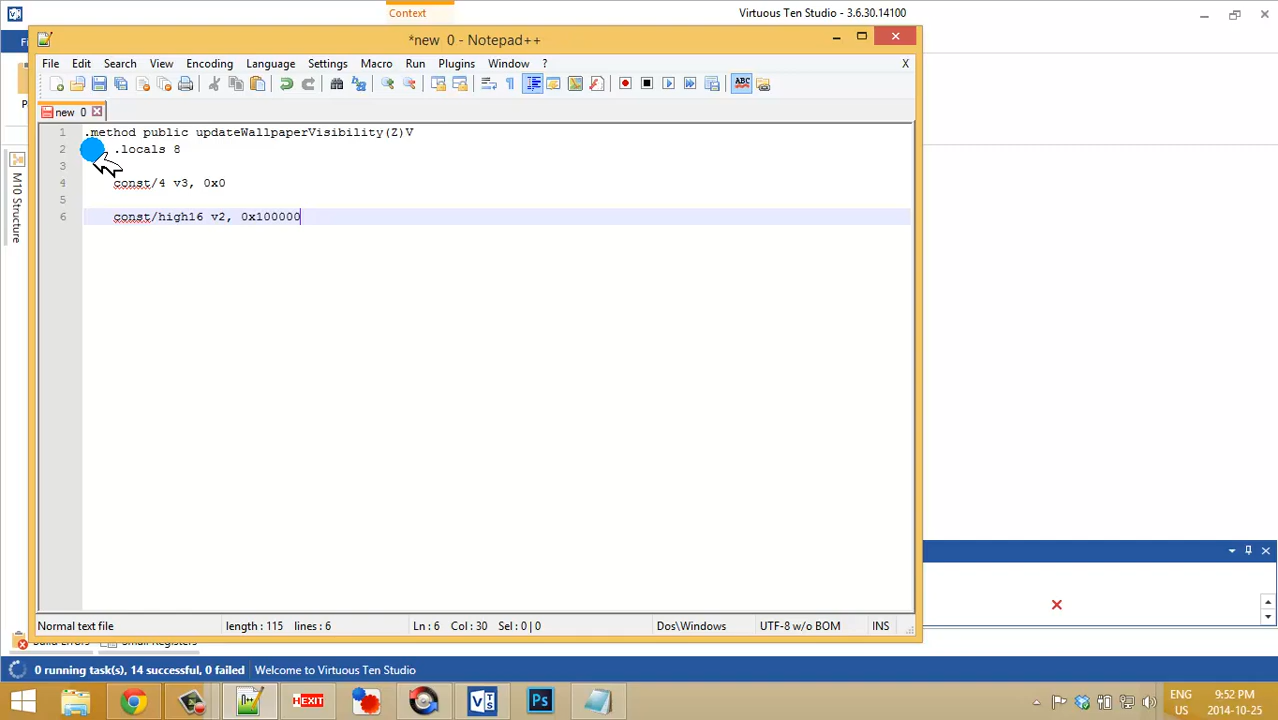 Context
Virtuous Ten Studio - 3.6.30.14100
*new 0 - Notepad++
File Edit Search View Encoding Language Settings Macro Run Plugins Window ? X
ABC
new 0
1 .method public updateWallpaperVisibility(Z)V
2 .locals 8
3
4 const/4 v3, 0x0
5
6 const/high16 v2, 0x100000
M10 Structure
Normal text file length : 115 lines : 6 Ln : 6 Col : 30 Sel : 0 | 0 Dos\Windows UTF-8 w/o BOM INS
0 running task(s), 14 successful, 0 failed Welcome to Virtuous Ten Studio
EXIT VTS Ps
ENG 9:52 PM
US 2014-10-25